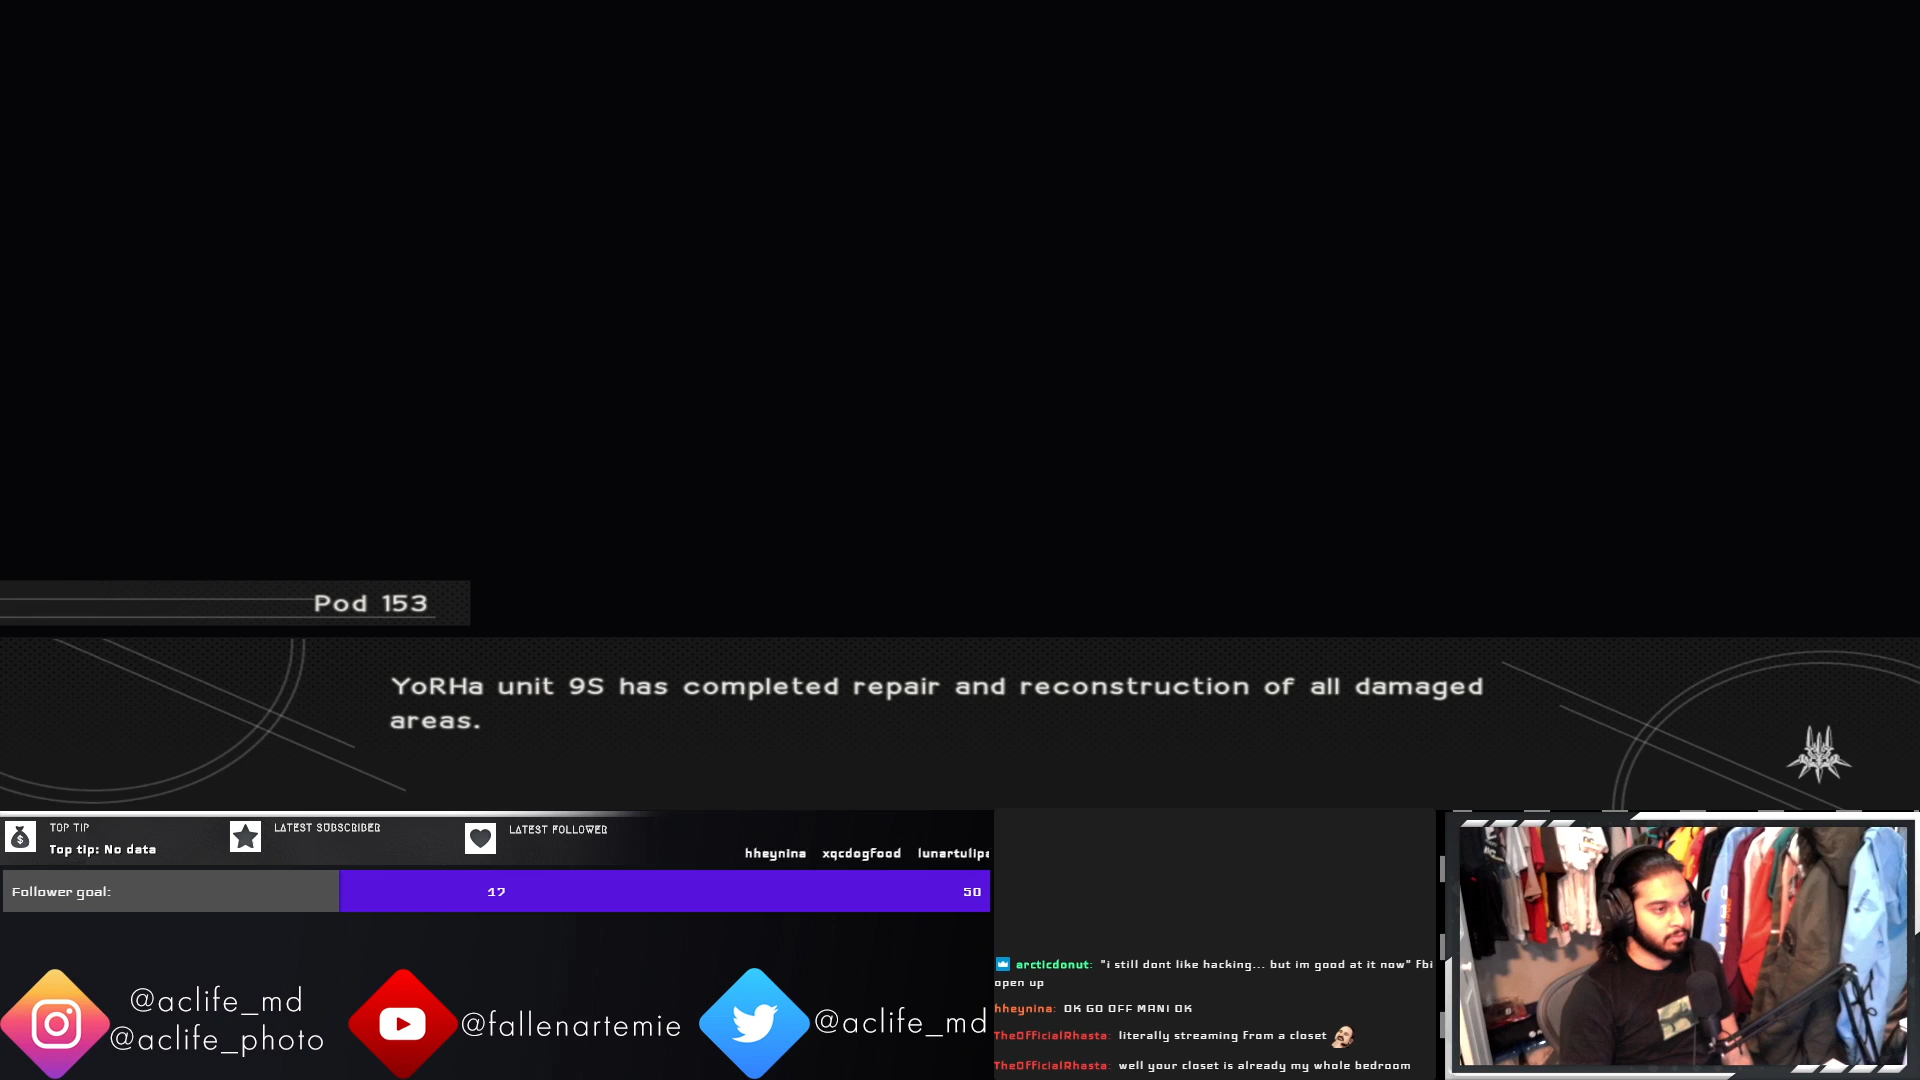 Pod 153
YoRHa unit 9S has completed repair and reconstruction of all damaged
areas.
TOP TIP
Top tip: No data
LATEST SUBSCRIBER
LATEST FOLLOWER
hheynina xqcdogfood lunartulips
Follower goal:
17
50
@aclife_md
@aclife_photo
@fallenartemie
@aclife_md
arcticdonut: "i still dont like hacking... but im good at it now" fbi
open up
hheynina: OK GO OFF MANI OK
TheOfficialRhasta: literally streaming from a closet
TheOfficialRhasta: well your closet is already my whole bedroom